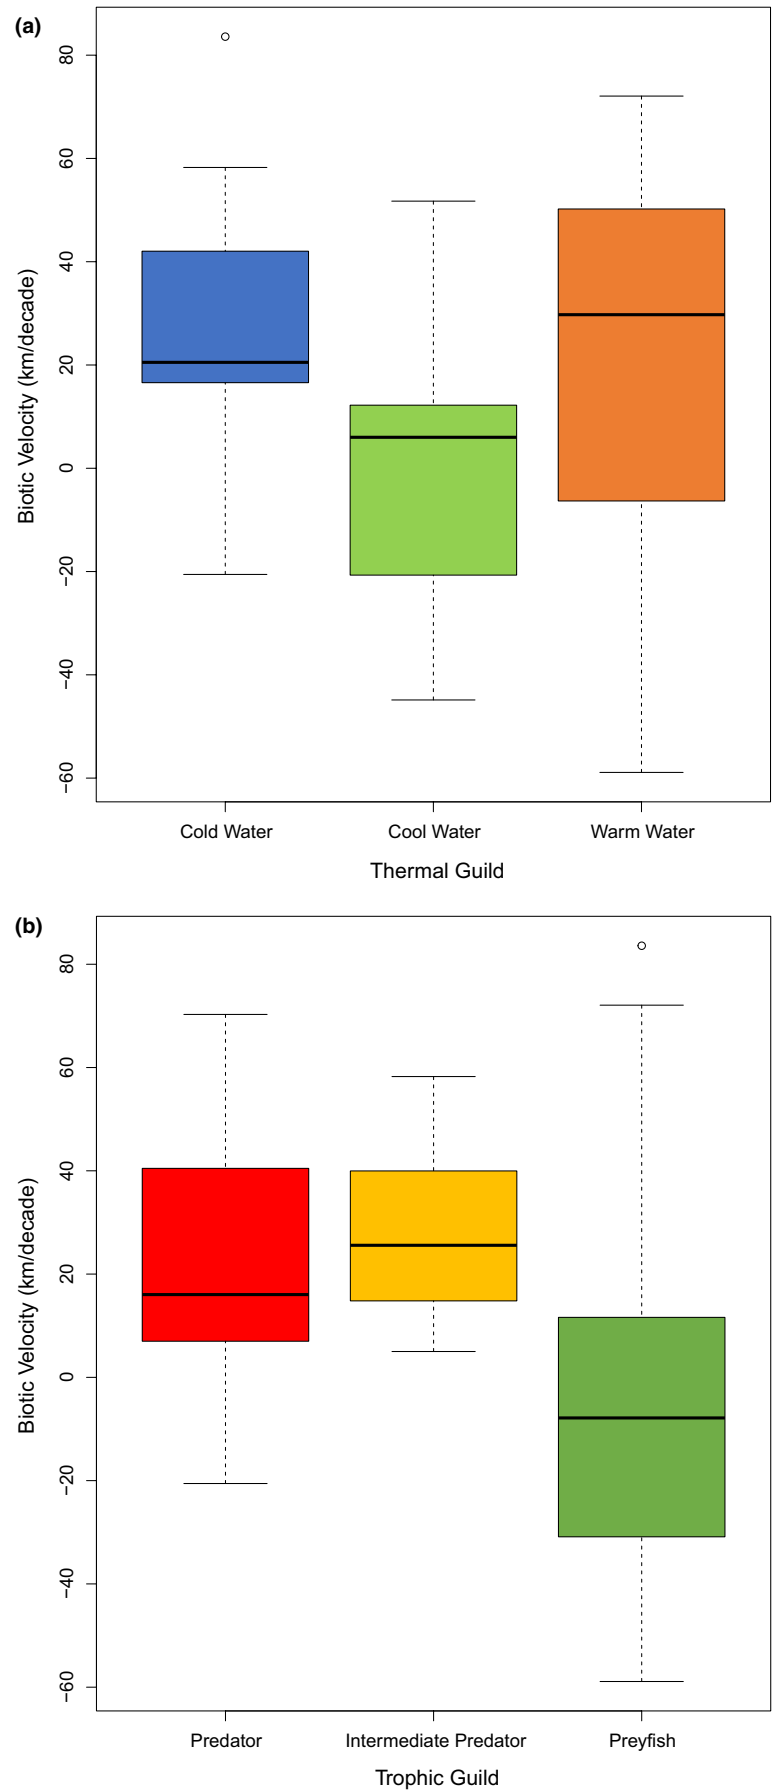 (a)
80
60
40
20
0
−20
−40
−60
Biotic Velocity (km/decade)
Cold Water Cool Water Warm Water
Thermal Guild
(b)
80
60
40
20
0
−20
−40
−60
Biotic Velocity (km/decade)
Predator Intermediate Predator Preyfish
Trophic Guild